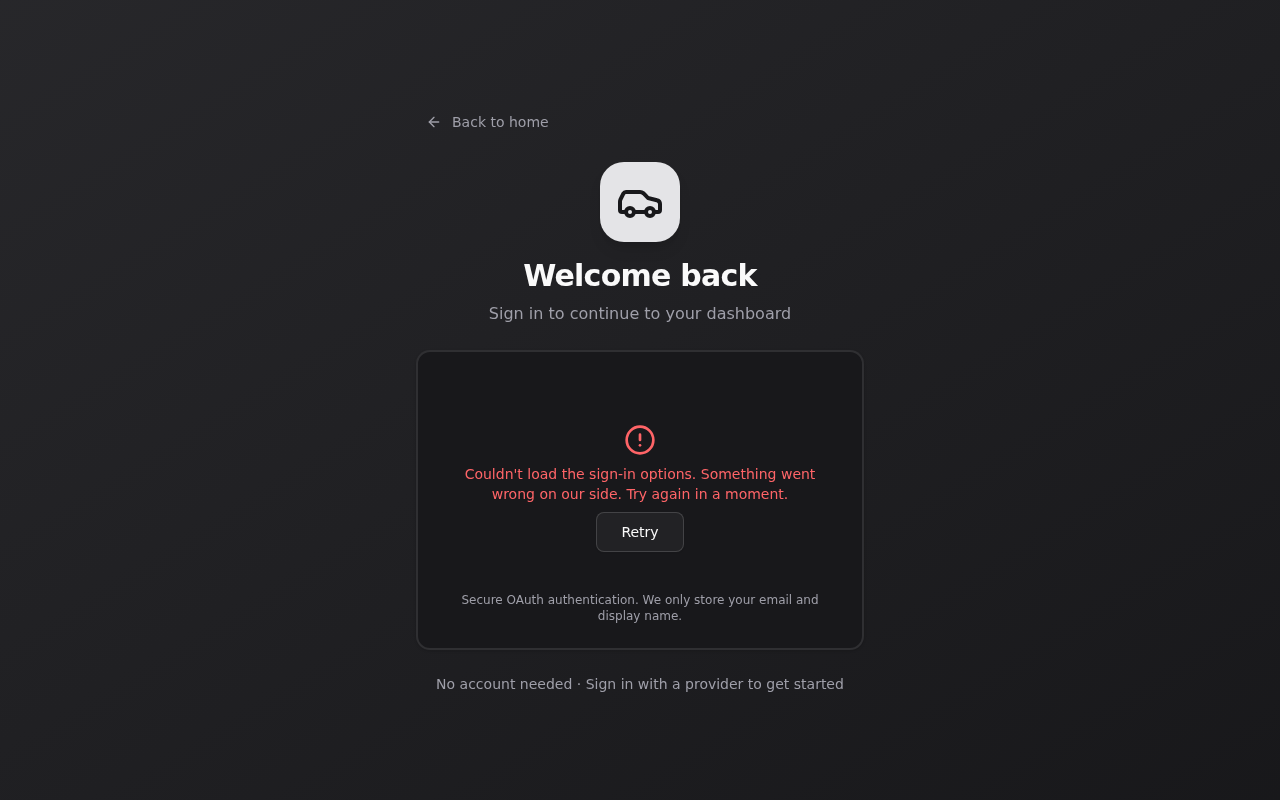 Back to home
Welcome back
Sign in to continue to your dashboard
Couldn't load the sign-in options. Something went
wrong on our side. Try again in a moment.
Retry
Secure OAuth authentication. We only store your email and
display name.
No account needed · Sign in with a provider to get started